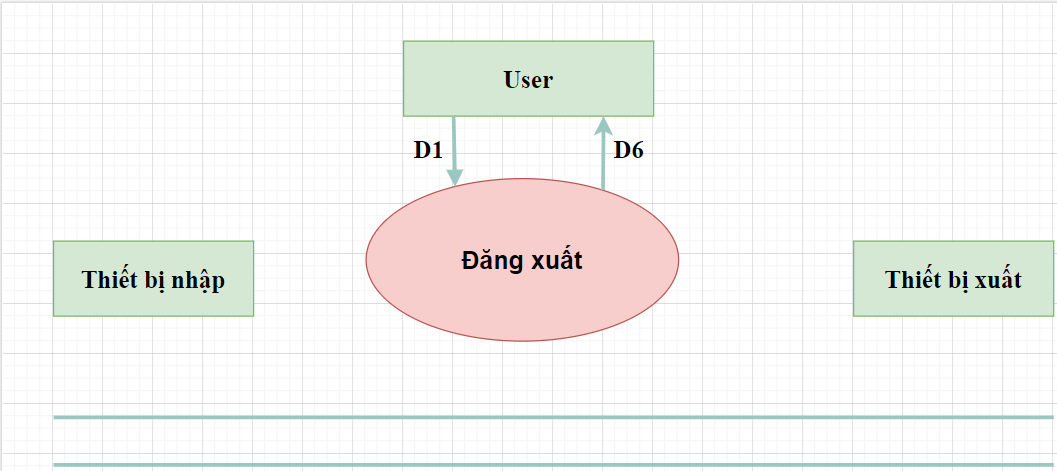 User
D1
D6
Đăng xuất
Thiết bị nhập
Thiết bị xuất